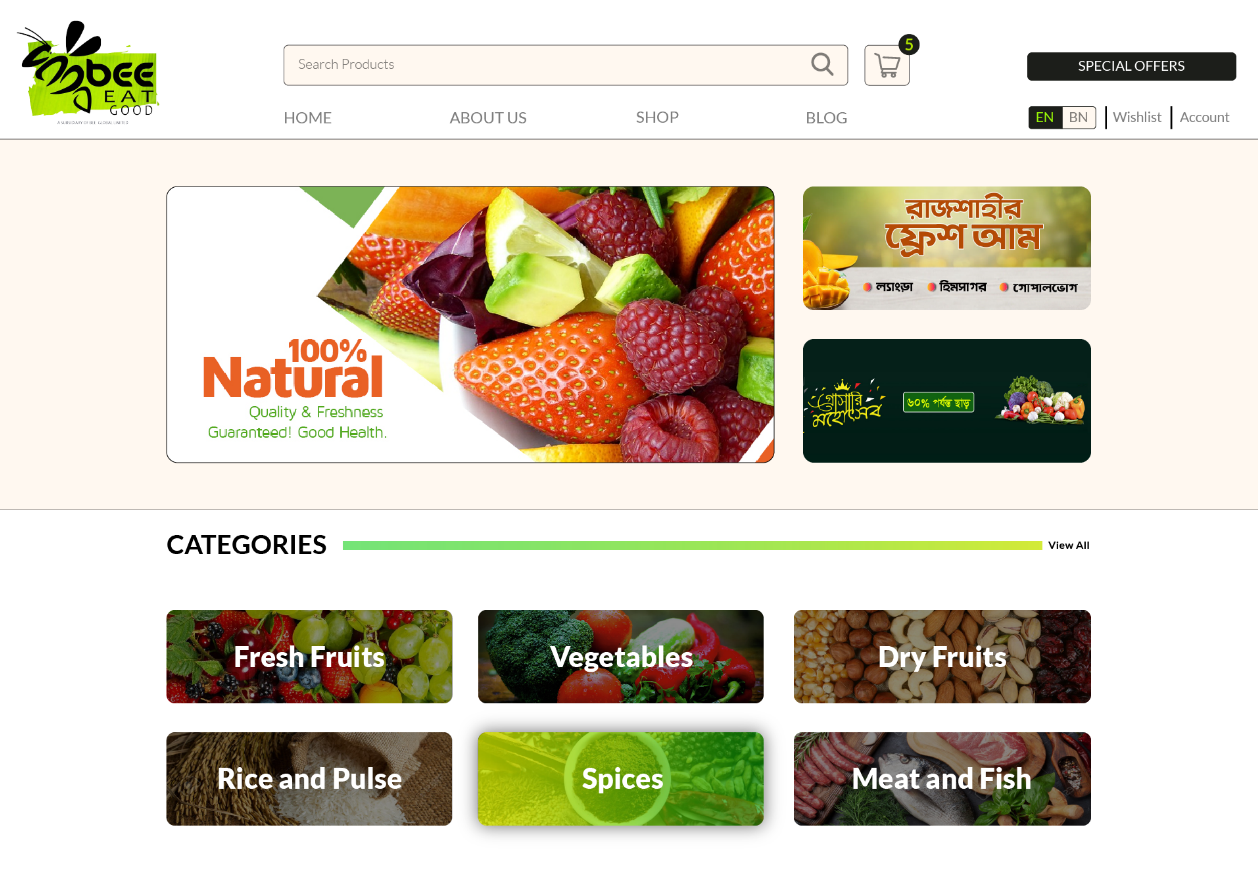 bee
EAT
GOOD
Search Products
5
SPECIAL OFFERS
HOME
ABOUT US
SHOP
BLOG
EN
BN
Wishlist
Account
100%
Natural
Quality & Freshness
Guaranteed! Good Health.
রাজশাহীর
ফ্রেশ আম
ল্যাংড়া
হিমসাগর
গোপালভোগ
গ্রোসারি
মহোৎসব
৬০% পর্যন্ত ছাড়
CATEGORIES
View All
Fresh Fruits
Vegetables
Dry Fruits
Rice and Pulse
Spices
Meat and Fish